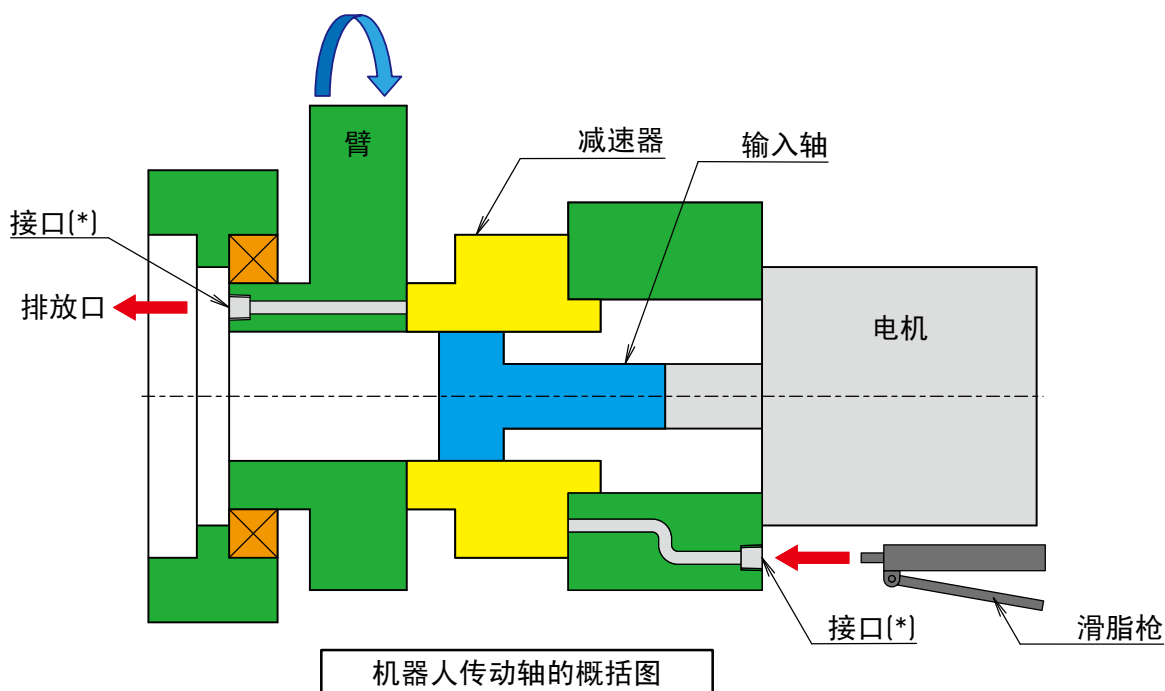 臂
减速器
输入轴
接口(*)
排放口
电机
接口(*)
滑脂枪
机器人传动轴的概括图